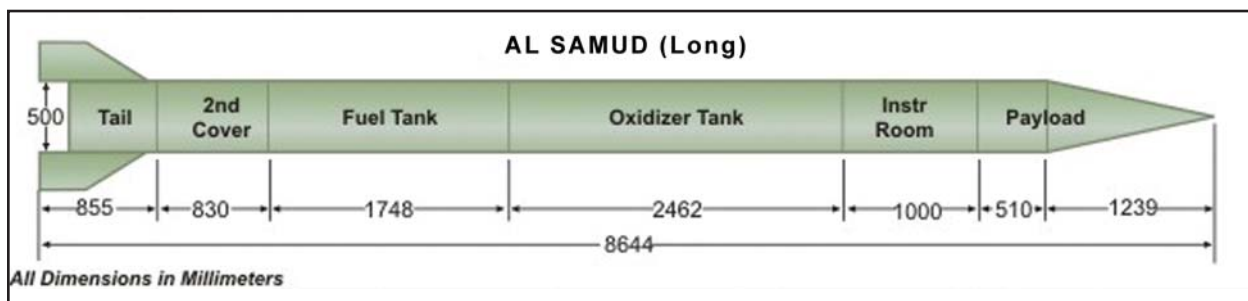 AL SAMUD (Long)
500
Tail
2nd
Cover
Fuel Tank
Oxidizer Tank
Instr
Room
Payload
855
830
1748
2462
1000
510
1239
8644
All Dimensions in Millimeters